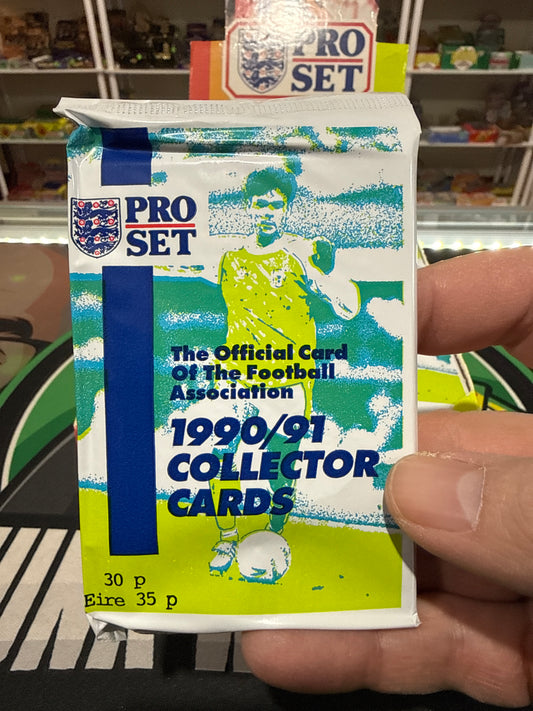 PRO
SET
PRO
SET
The Official Card
Of The Football
Association
1990/91
COLLECTOR
CARDS
30 p
Eire 35 p